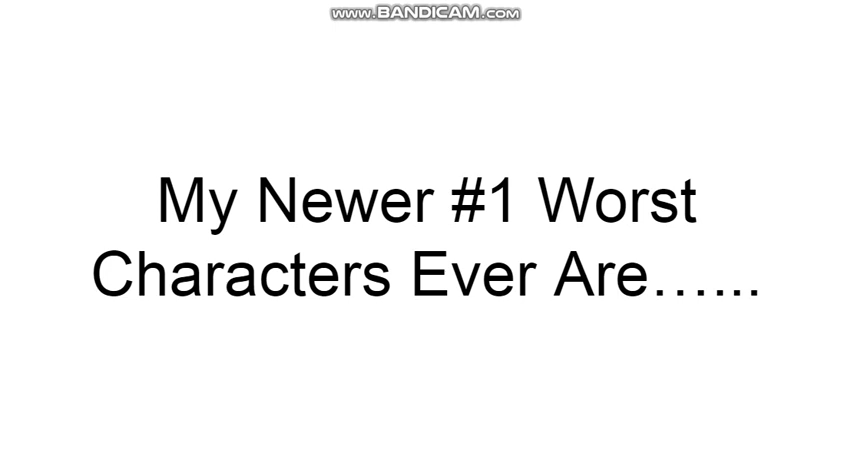 www.BANDICAM.com
My Newer #1 Worst
Characters Ever Are…...